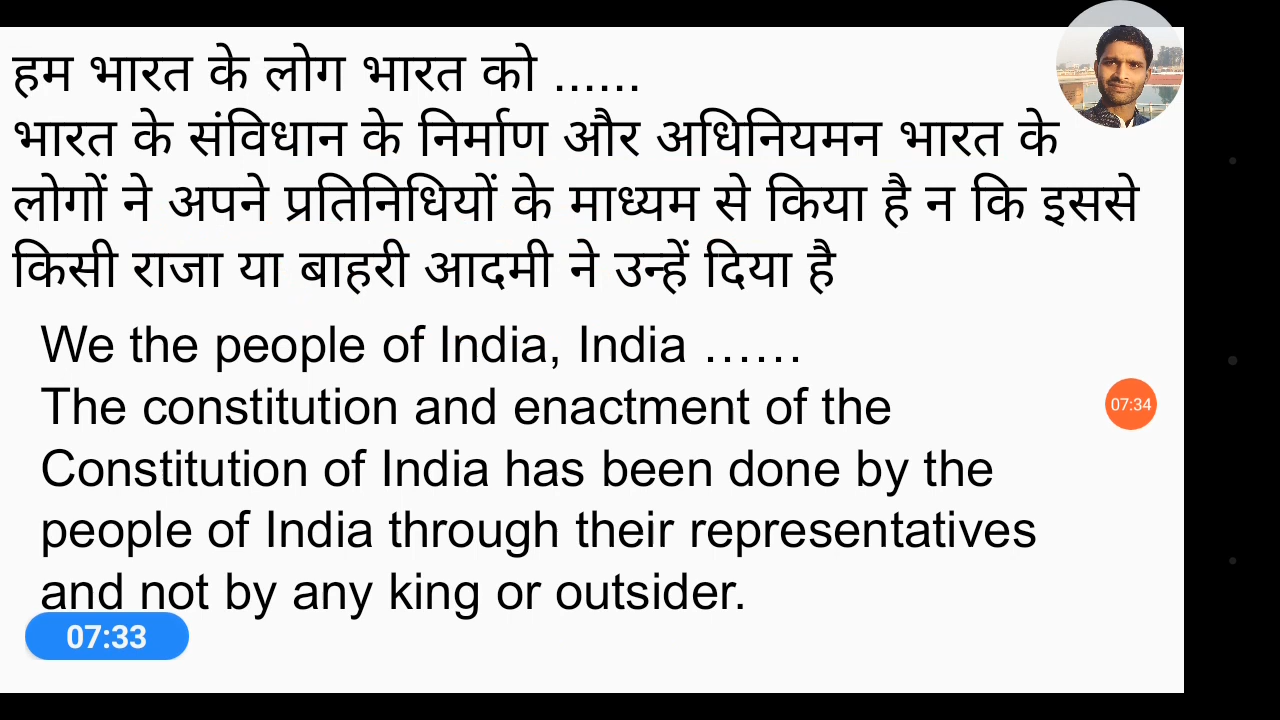 हम भारत के लोग भारत को ......
भारत के संविधान के निर्माण और अधिनियमन भारत के
लोगों ने अपने प्रतिनिधियों के माध्यम से किया है न कि इससे
किसी राजा या बाहरी आदमी ने उन्हें दिया है
We the people of India, India ......
The constitution and enactment of the
Constitution of India has been done by the
people of India through their representatives
and not by any king or outsider.
07:34
07:33